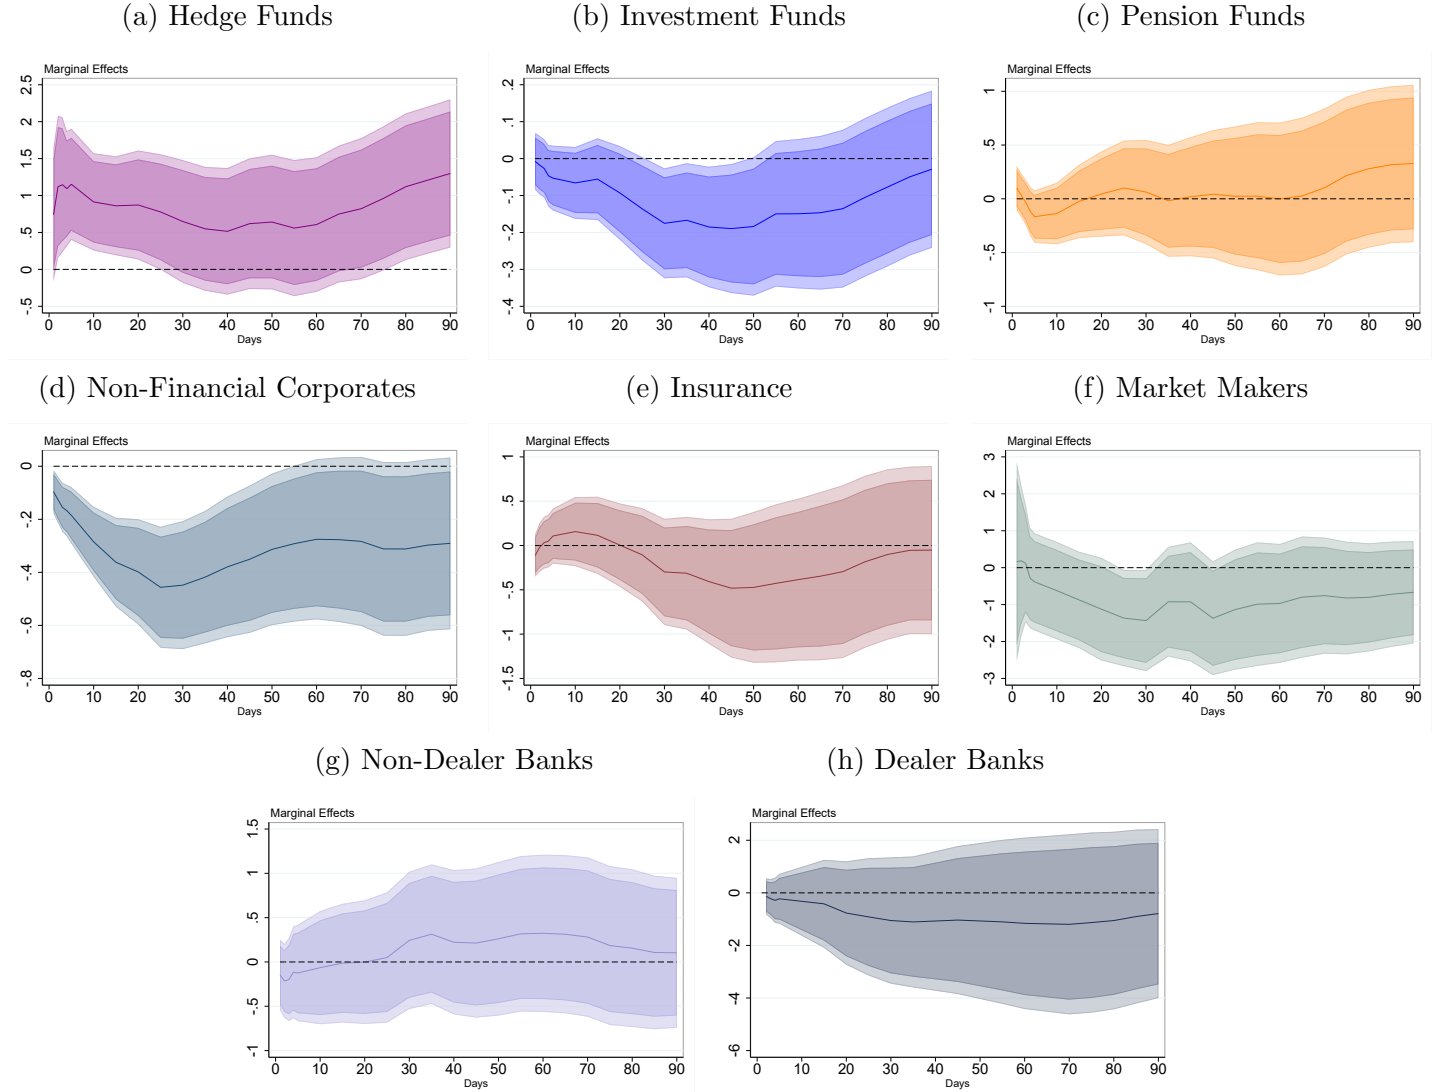 (a) Hedge Funds
Marginal Effects
2.5
2
1.5
1
.5
0
-.5
0 10 20 30 40 50 60 70 80 90
Days
(b) Investment Funds
Marginal Effects
.2
.1
0
-.1
-.2
-.3
-.4
0 10 20 30 40 50 60 70 80 90
Days
(c) Pension Funds
Marginal Effects
1
.5
0
-.5
-1
0 10 20 30 40 50 60 70 80 90
Days
(d) Non-Financial Corporates
Marginal Effects
0
-.2
-.4
-.6
-.8
0 10 20 30 40 50 60 70 80 90
Days
(e) Insurance
Marginal Effects
1
.5
0
-.5
-1
-1.5
0 10 20 30 40 50 60 70 80 90
Days
(f) Market Makers
Marginal Effects
3
2
1
0
-1
-2
-3
0 10 20 30 40 50 60 70 80 90
Days
(g) Non-Dealer Banks
Marginal Effects
1.5
1
.5
0
-.5
-1
0 10 20 30 40 50 60 70 80 90
Days
(h) Dealer Banks
Marginal Effects
2
0
-2
-4
-6
0 10 20 30 40 50 60 70 80 90
Days